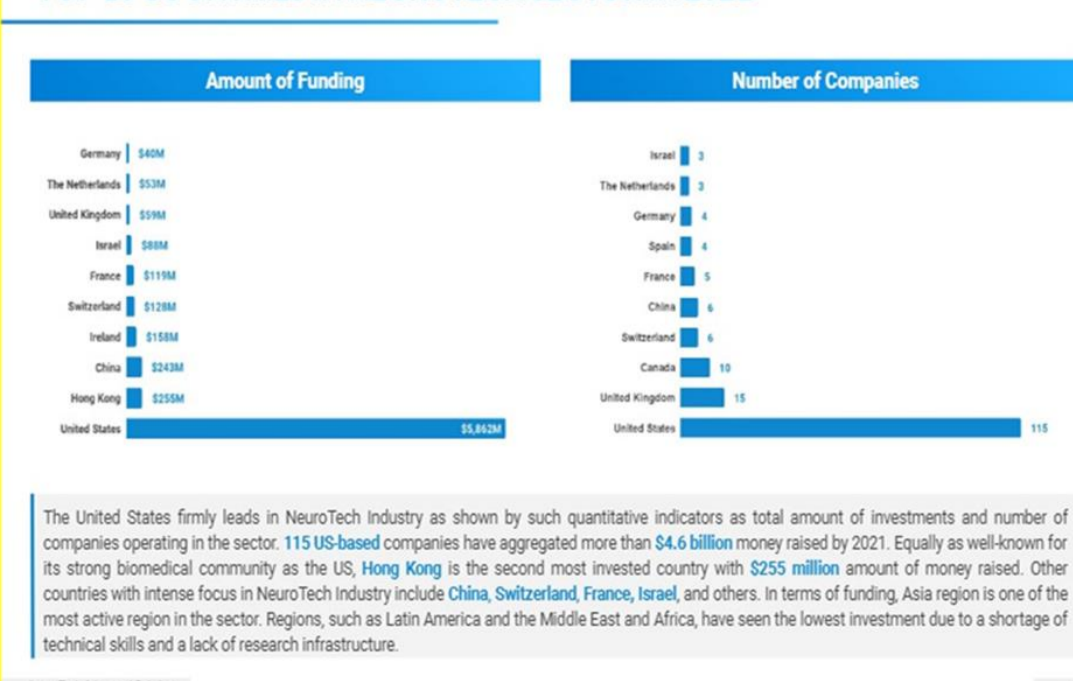 Amount of Funding
Germany $40M
The Netherlands $53M
United Kingdom $59M
Israel $88M
France $119M
Switzerland $128M
Ireland $158M
China $243M
Hong Kong $255M
United States $5,862M
Number of Companies
Israel 3
The Netherlands 3
Germany 4
Spain 4
France 5
China 6
Switzerland 6
Canada 10
United Kingdom 15
United States 115
The United States firmly leads in NeuroTech Industry as shown by such quantitative indicators as total amount of investments and number of
companies operating in the sector. 115 US-based companies have aggregated more than $4.6 billion money raised by 2021. Equally as well-known for
its strong biomedical community as the US, Hong Kong is the second most invested country with $255 million amount of money raised. Other
countries with intense focus in NeuroTech Industry include China, Switzerland, France, Israel, and others. In terms of funding, Asia region is one of the
most active region in the sector. Regions, such as Latin America and the Middle East and Africa, have seen the lowest investment due to a shortage of
technical skills and a lack of research infrastructure.